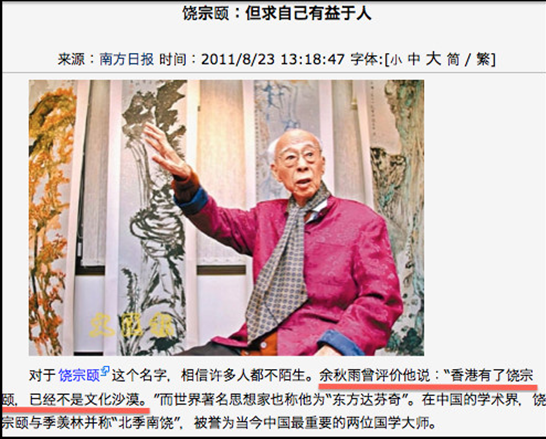 饶宗颐：但求自己有益于人
来源：南方日报 时间：2011/8/23 13:18:47 字体:[小 中 大 简 / 繁]
对于 饶宗颐 这个名字，相信许多人都不陌生。余秋雨曾评价他说：“香港有了饶宗
颐，已经不是文化沙漠。”而世界著名思想家也称他为“东方达芬奇”。在中国的学术界，饶
宗颐与季羡林并称“北季南饶”，被誉为当今中国最重要的两位国学大师。